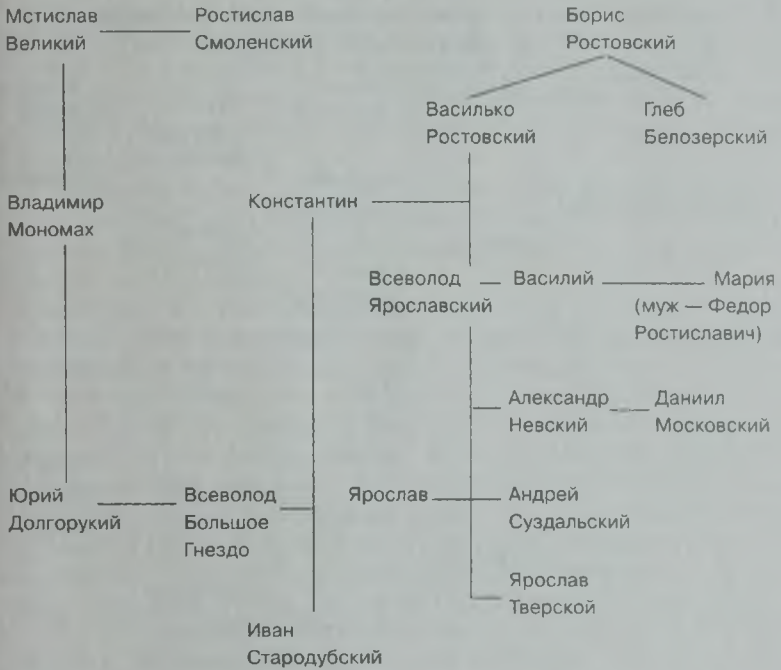 Мстислав
Великий
Ростислав
Смоленский
Борис
Ростовский
Василько
Ростовский
Глеб
Белозерский
Владимир
Мономах
Константин
Всеволод
Ярославский
Василий
Мария
(муж — Федор
Ростиславич)
Александр
Невский
Даниил
Московский
Юрий
Долгорукий
Всеволод
Большое
Гнездо
Ярослав
Андрей
Суздальский
Ярослав
Тверской
Иван
Стародубский